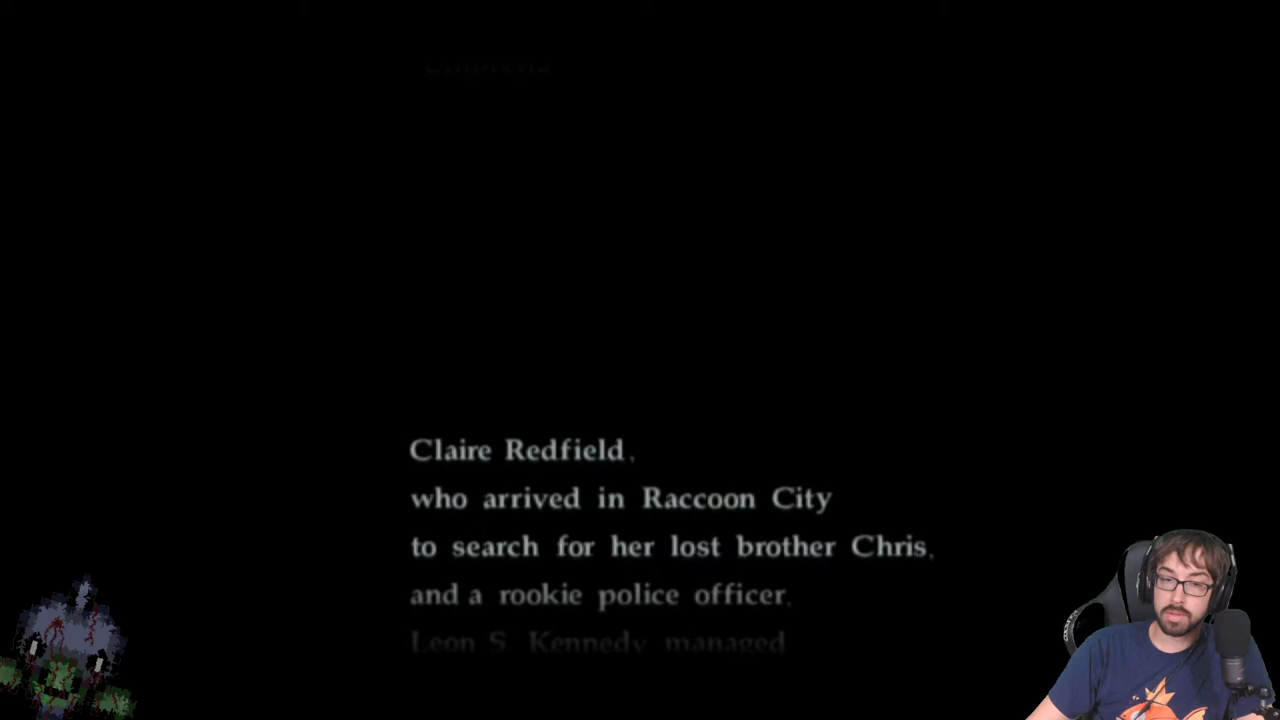 Claire Redfield,
who arrived in Raccoon City
to search for her lost brother Chris,
and a rookie police officer,
Leon S. Kennedy managed